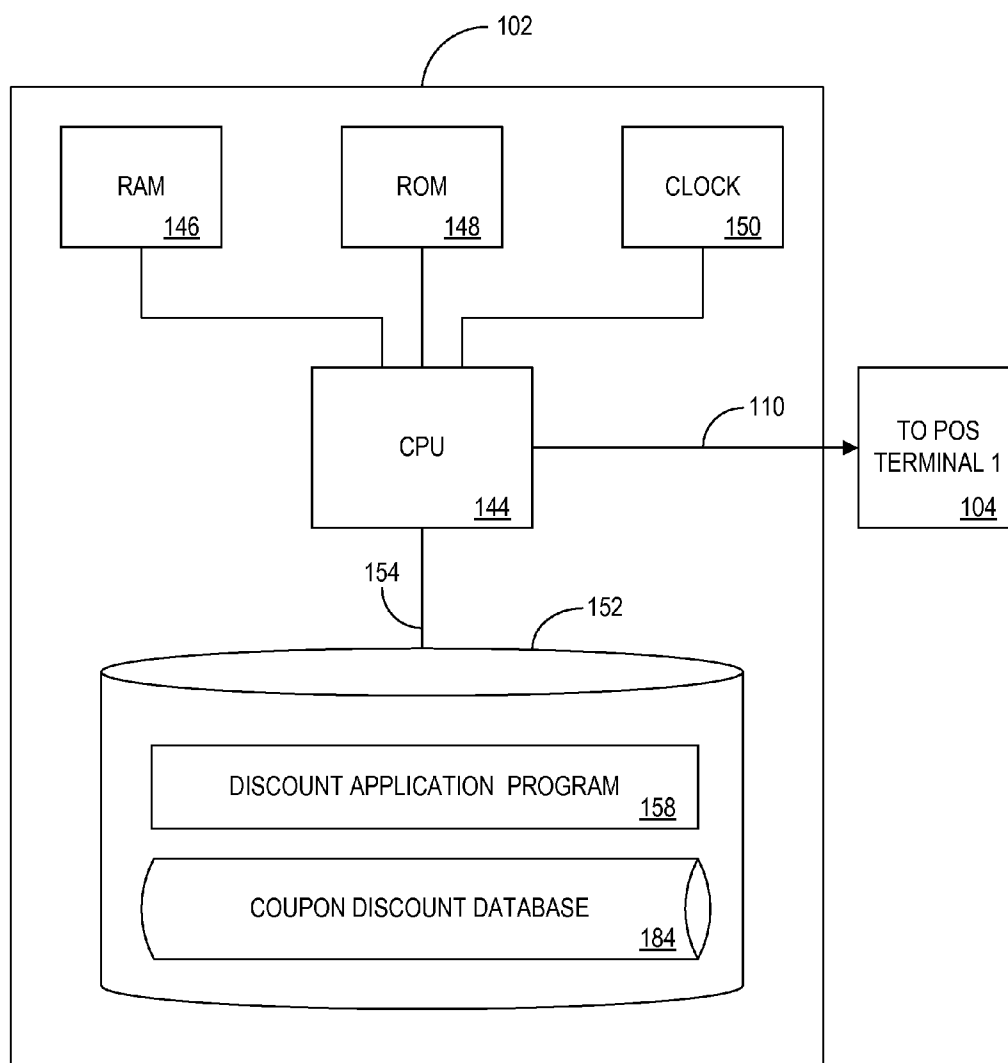 102
RAM
146
ROM
148
CLOCK
150
CPU
144
110
TO POS
TERMINAL 1
104
154
152
DISCOUNT APPLICATION PROGRAM
158
COUPON DISCOUNT DATABASE
184